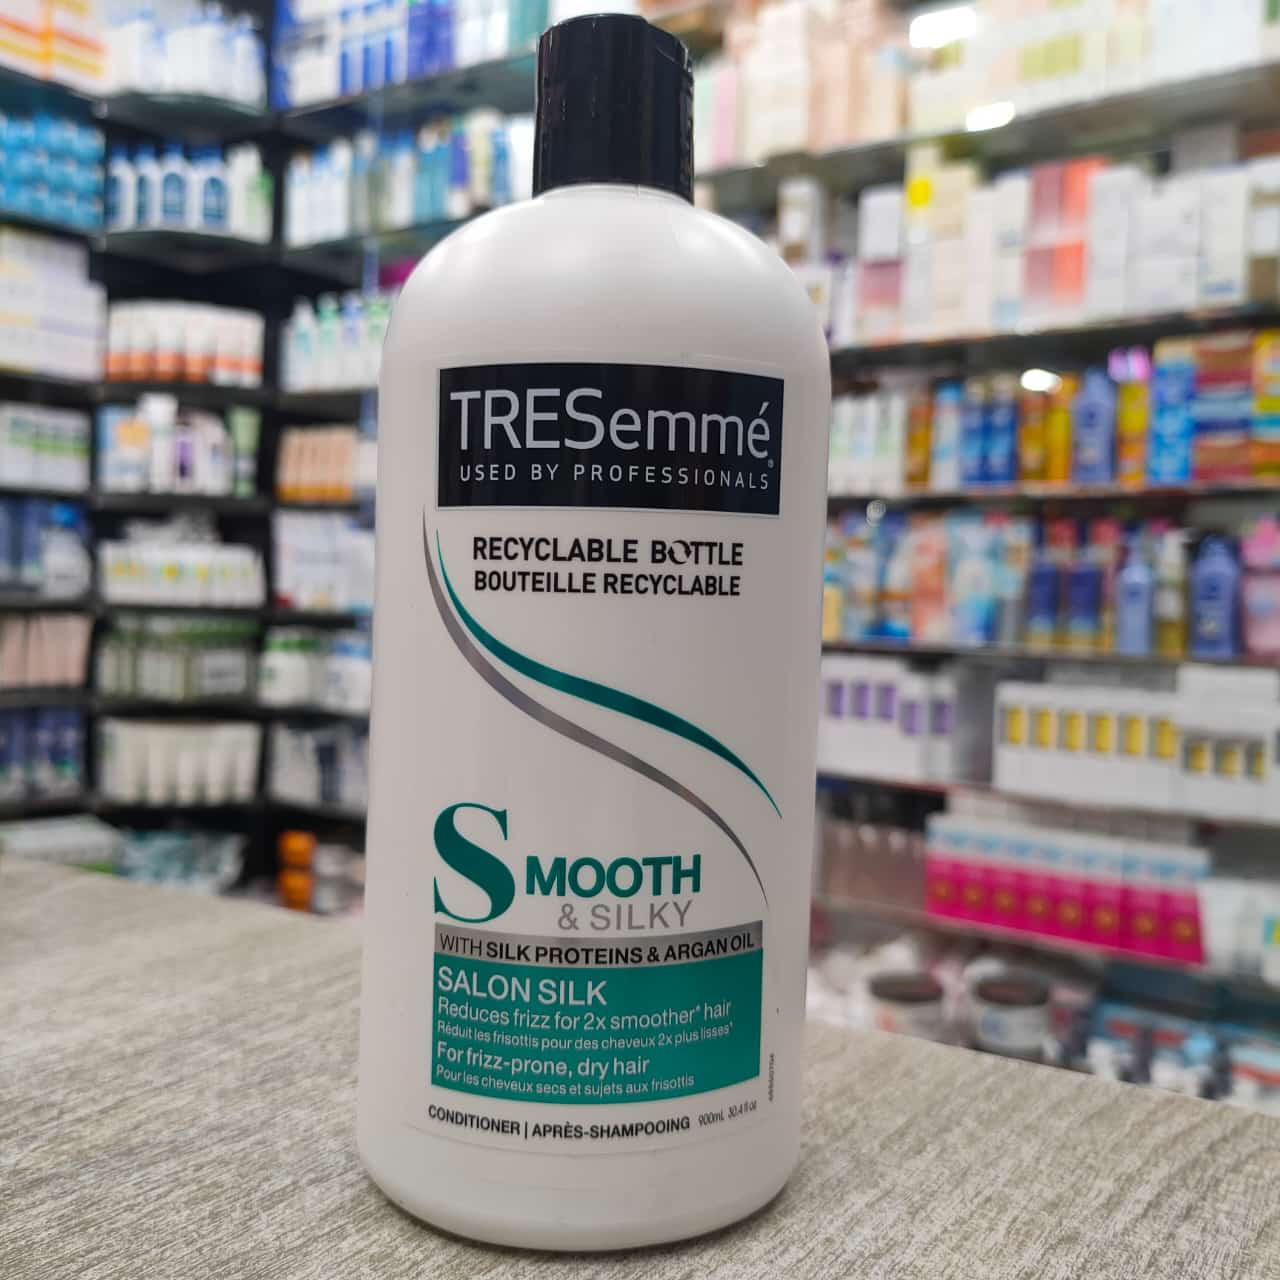 TRESemmé
USED BY PROFESSIONALS
RECYCLABLE BOTTLE
BOUTEILLE RECYCLABLE
SMOOTH
& SILKY
WITH SILK PROTEINS & ARGAN OIL
SALON SILK
Reduces frizz for 2x smoother* hair
Réduit les frisottis pour des cheveux 2x plus lisses*
For frizz-prone, dry hair
Pour les cheveux secs et sujets aux frisottis
CONDITIONER | APRÈS-SHAMPOOING 900mL 30.4 fl oz